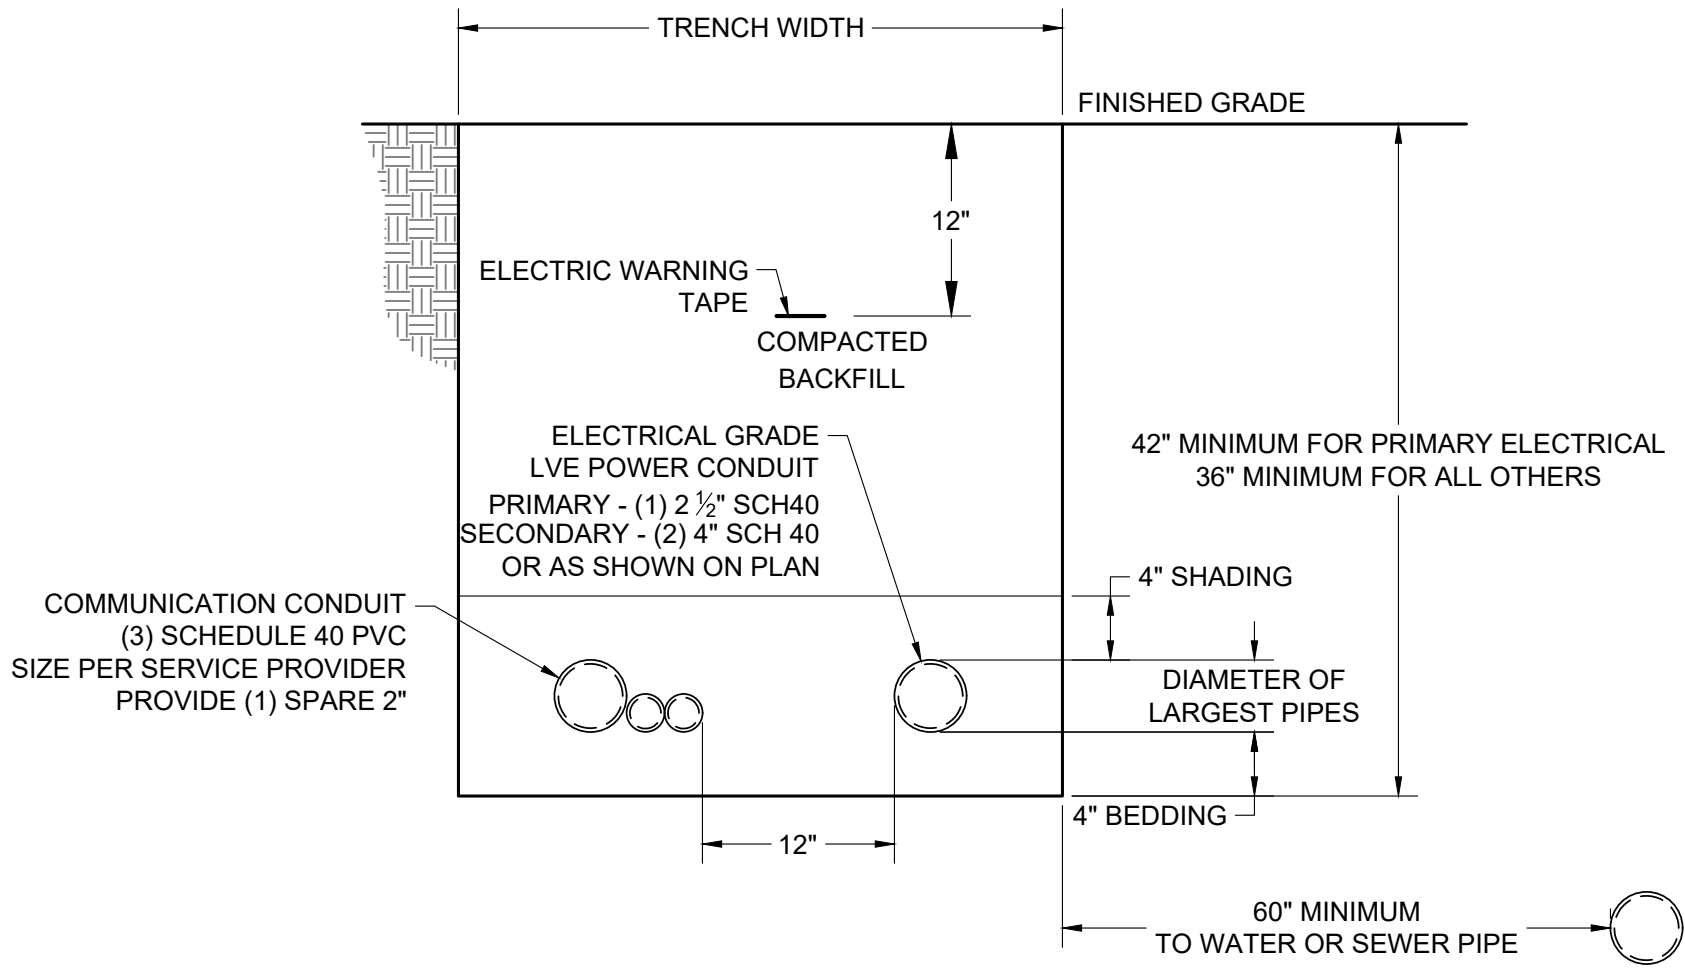 TRENCH WIDTH
FINISHED GRADE
12"
ELECTRIC WARNING
TAPE
COMPACTED
BACKFILL
ELECTRICAL GRADE
LVE POWER CONDUIT
PRIMARY - (1) 2 ½" SCH40
SECONDARY - (2) 4" SCH 40
OR AS SHOWN ON PLAN
42" MINIMUM FOR PRIMARY ELECTRICAL
36" MINIMUM FOR ALL OTHERS
4" SHADING
COMMUNICATION CONDUIT
(3) SCHEDULE 40 PVC
SIZE PER SERVICE PROVIDER
PROVIDE (1) SPARE 2"
DIAMETER OF
LARGEST PIPES
4" BEDDING
12"
60" MINIMUM
TO WATER OR SEWER PIPE